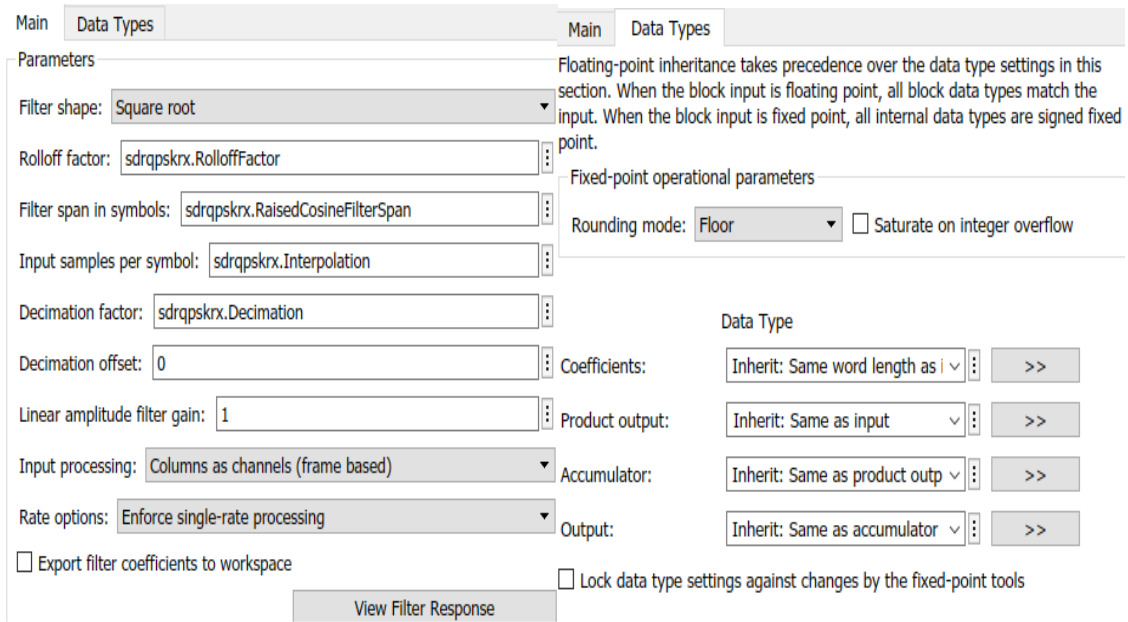 Main Data Types
Parameters
Filter shape: Square root
Rolloff factor: sdrqpskrx.RolloffFactor
Filter span in symbols: sdrqpskrx.RaisedCosineFilterSpan
Input samples per symbol: sdrqpskrx.Interpolation
Decimation factor: sdrqpskrx.Decimation
Decimation offset: 0
Linear amplitude filter gain: 1
Input processing: Columns as channels (frame based)
Rate options: Enforce single-rate processing
Export filter coefficients to workspace
View Filter Response
Main Data Types
Floating-point inheritance takes precedence over the data type settings in this
section. When the block input is floating point, all block data types match the
input. When the block input is fixed point, all internal data types are signed fixed
point.
Fixed-point operational parameters
Rounding mode: Floor Saturate on integer overflow
Data Type
Coefficients: Inherit: Same word length as i >>
Product output: Inherit: Same as input >>
Accumulator: Inherit: Same as product outp >>
Output: Inherit: Same as accumulator >>
Lock data type settings against changes by the fixed-point tools